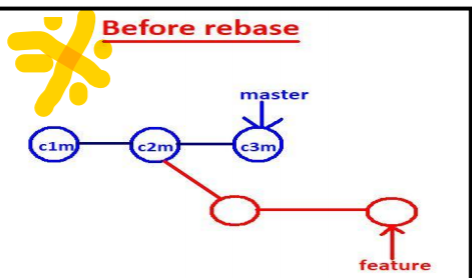 Before rebase
master
c1m
c2m
c3m
feature